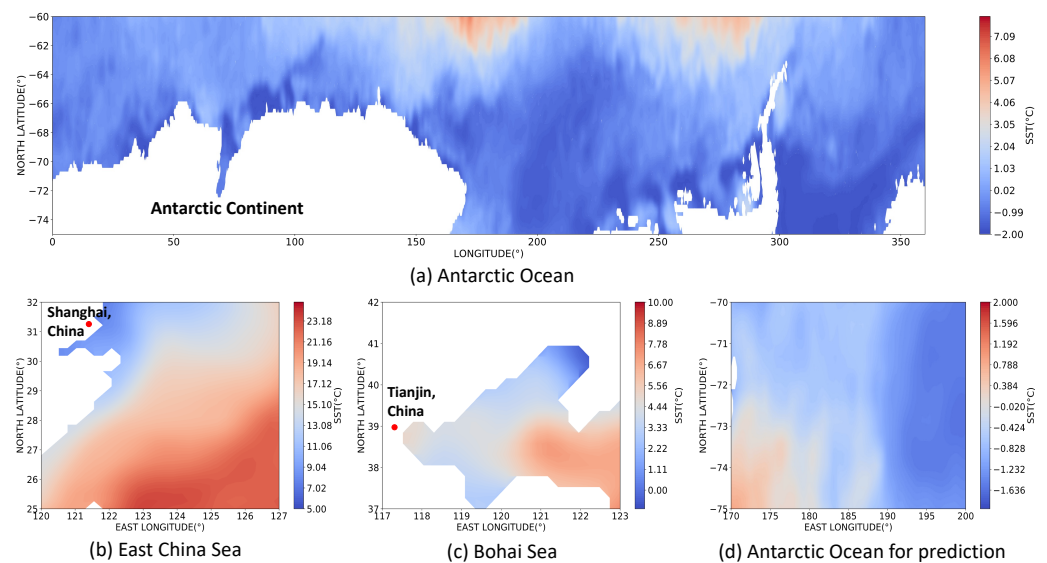 −60
−62
−64
−66
−68
−70
−72
−74
NORTH LATITUDE(°)
Antarctic Continent
0 50 100 150 200 250 300 350
LONGITUDE(°)
7.09
6.08
5.07
4.06
3.05
2.04
1.03
0.02
−0.99
−2.00
SST(°C)
(a) Antarctic Ocean
32
31
30
29
28
27
26
25
NORTH LATITUDE(°)
Shanghai,
China
120 121 122 123 124 125 126 127
EAST LONGITUDE(°)
23.18
21.16
19.14
17.12
15.10
13.08
11.06
9.04
7.02
5.00
SST(°C)
(b) East China Sea
42
41
40
39
38
37
NORTH LATITUDE(°)
Tianjin,
China
117 118 119 120 121 122 123
EAST LONGITUDE(°)
10.00
8.89
7.78
6.67
5.56
4.44
3.33
2.22
1.11
0.00
SST(°C)
(c) Bohai Sea
−70
−71
−72
−73
−74
−75
NORTH LATITUDE(°)
170 175 180 185 190 195 200
EAST LONGITUDE(°)
2.000
1.596
1.192
0.788
0.384
−0.020
−0.424
−0.828
−1.232
−1.636
SST(°C)
(d) Antarctic Ocean for prediction